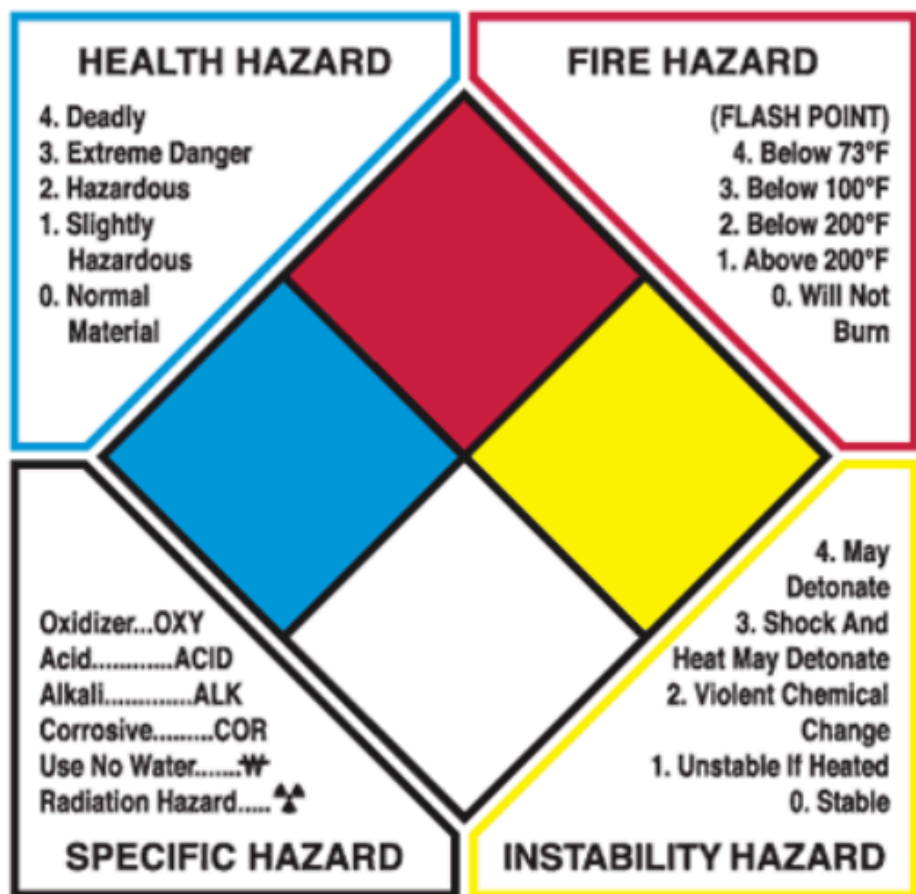 HEALTH HAZARD
4. Deadly
3. Extreme Danger
2. Hazardous
1. Slightly
Hazardous
0. Normal
Material
FIRE HAZARD
(FLASH POINT)
4. Below 73°F
3. Below 100°F
2. Below 200°F
1. Above 200°F
0. Will Not
Burn
Oxidizer...OXY
Acid............ACID
Alkali.............ALK
Corrosive.........COR
Use No Water.......W̶
Radiation Hazard.....☢
SPECIFIC HAZARD
4. May
Detonate
3. Shock And
Heat May Detonate
2. Violent Chemical
Change
1. Unstable If Heated
0. Stable
INSTABILITY HAZARD